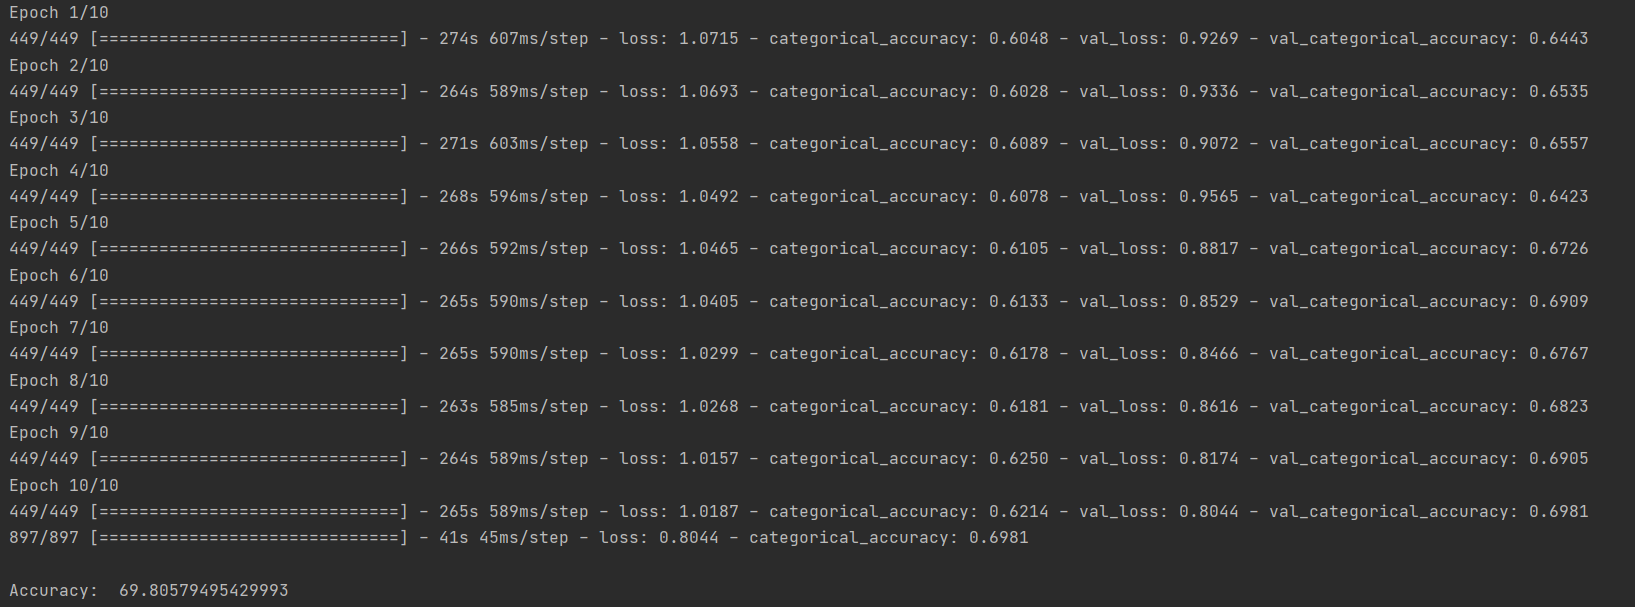 Epoch 1/10
449/449 [==============================] - 274s 607ms/step - loss: 1.0715 - categorical_accuracy: 0.6048 - val_loss: 0.9269 - val_categorical_accuracy: 0.6443
Epoch 2/10
449/449 [==============================] - 264s 589ms/step - loss: 1.0693 - categorical_accuracy: 0.6028 - val_loss: 0.9336 - val_categorical_accuracy: 0.6535
Epoch 3/10
449/449 [==============================] - 271s 603ms/step - loss: 1.0558 - categorical_accuracy: 0.6089 - val_loss: 0.9072 - val_categorical_accuracy: 0.6557
Epoch 4/10
449/449 [==============================] - 268s 596ms/step - loss: 1.0492 - categorical_accuracy: 0.6078 - val_loss: 0.9565 - val_categorical_accuracy: 0.6423
Epoch 5/10
449/449 [==============================] - 266s 592ms/step - loss: 1.0465 - categorical_accuracy: 0.6105 - val_loss: 0.8817 - val_categorical_accuracy: 0.6726
Epoch 6/10
449/449 [==============================] - 265s 590ms/step - loss: 1.0405 - categorical_accuracy: 0.6133 - val_loss: 0.8529 - val_categorical_accuracy: 0.6909
Epoch 7/10
449/449 [==============================] - 265s 590ms/step - loss: 1.0299 - categorical_accuracy: 0.6178 - val_loss: 0.8466 - val_categorical_accuracy: 0.6767
Epoch 8/10
449/449 [==============================] - 263s 585ms/step - loss: 1.0268 - categorical_accuracy: 0.6181 - val_loss: 0.8616 - val_categorical_accuracy: 0.6823
Epoch 9/10
449/449 [==============================] - 264s 589ms/step - loss: 1.0157 - categorical_accuracy: 0.6250 - val_loss: 0.8174 - val_categorical_accuracy: 0.6905
Epoch 10/10
449/449 [==============================] - 265s 589ms/step - loss: 1.0187 - categorical_accuracy: 0.6214 - val_loss: 0.8044 - val_categorical_accuracy: 0.6981
897/897 [==============================] - 41s 45ms/step - loss: 0.8044 - categorical_accuracy: 0.6981
Accuracy:  69.80579495429993